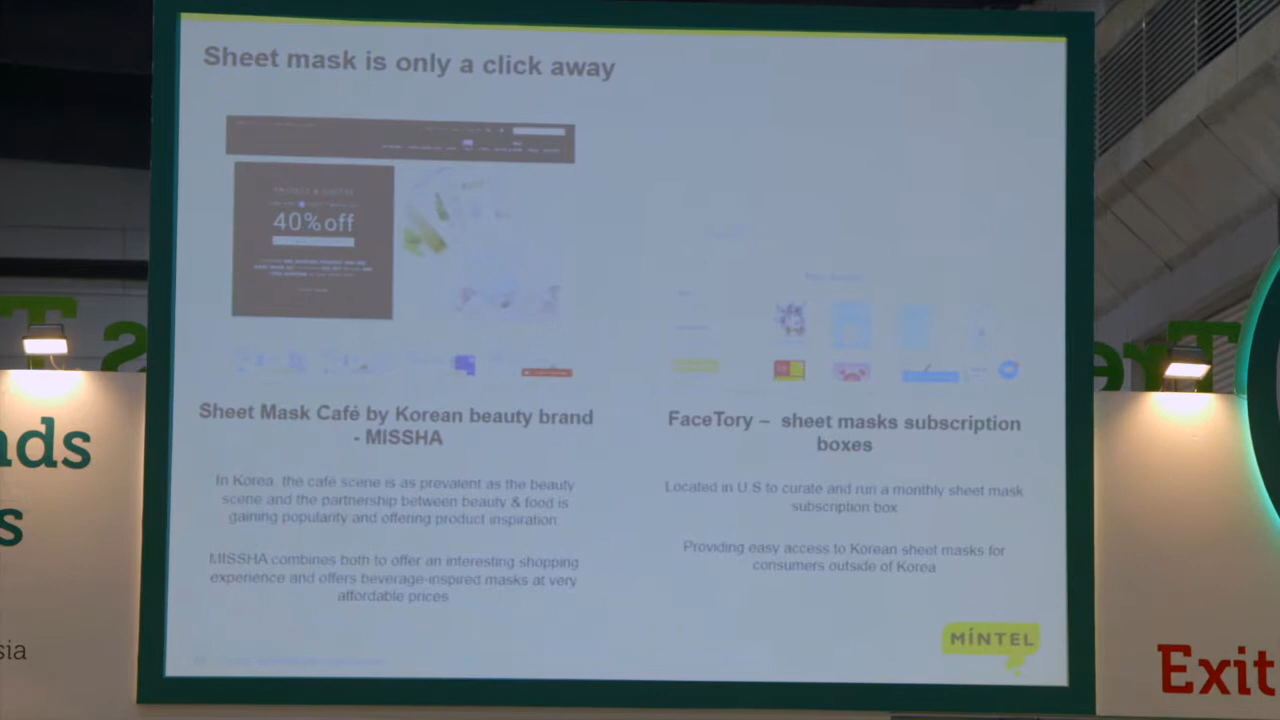 Sheet mask is only a click away
40% off
Sheet Mask Café by Korean beauty brand
- MISSHA
In Korea, the café scene is as prevalent as the beauty
scene and the partnership between beauty & food is
gaining popularity and offering product inspiration.
MISSHA combines both to offer an interesting shopping
experience and offers beverage-inspired masks at very
affordable prices
FaceTory – sheet masks subscription
boxes
Located in U.S to curate and run a monthly sheet mask
subscription box
Providing easy access to Korean sheet masks for
consumers outside of Korea
MINTEL
nds
s
sia
s T
Tre
Exit